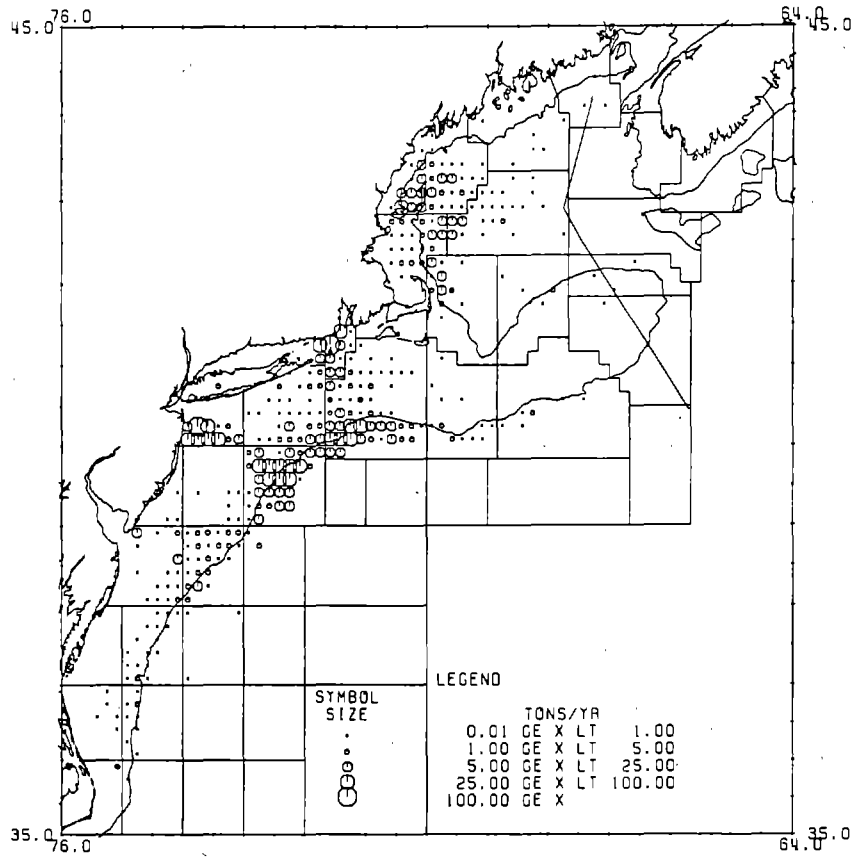 76.0 64.0
45.0 45.0
LEGEND
SYMBOL
SIZE
TONS/YR
0.01 GE X LT 1.00
1.00 GE X LT 5.00
5.00 GE X LT 25.00
25.00 GE X LT 100.00
100.00 GE X
35.0 35.0
76.0 64.0